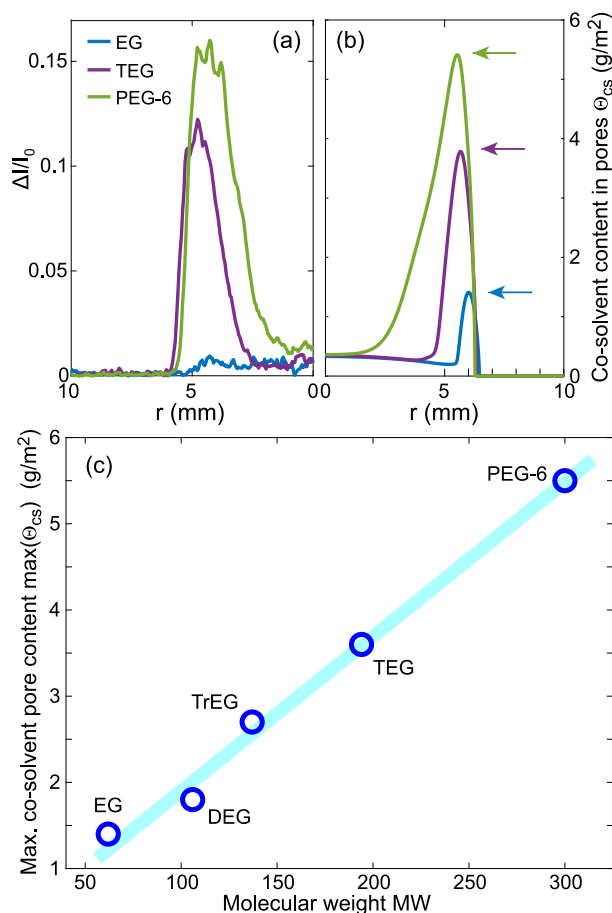 EG
TEG
PEG-6
(a)
0.15
0.1
0.05
0
ΔI/I₀
10
5
0
r (mm)
(b)
6
4
2
0
Co-solvent content in pores Θcs (g/m²)
0
5
10
r (mm)
(c)
PEG-6
TEG
TrEG
DEG
EG
5
4
3
2
1
Max. co-solvent pore content max(Θcs) (g/m²)
50
100
150
200
250
300
Molecular weight MW